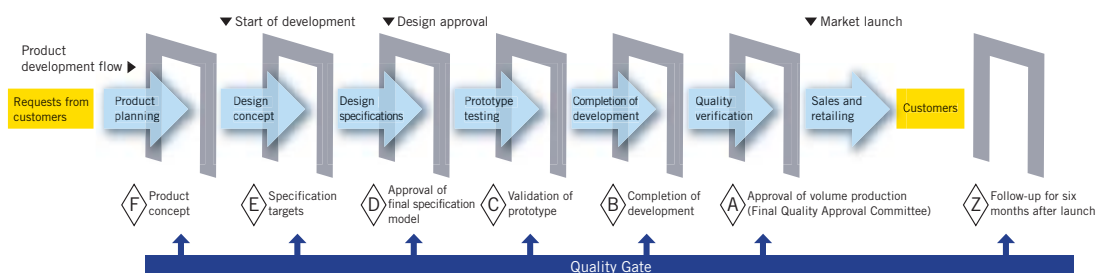 ▼Start of development
▼Design approval
▼Market launch
Product
development flow ▶
Requests from
customers
Product
planning
Design
concept
Design
specifications
Prototype
testing
Completion of
development
Quality
verification
Sales and
retailing
Customers
F Product
concept
E Specification
targets
D Approval of
final specification
model
C Validation of
prototype
B Completion of
development
A Approval of volume production
(Final Quality Approval Committee)
Z Follow-up for six
months after launch
Quality Gate